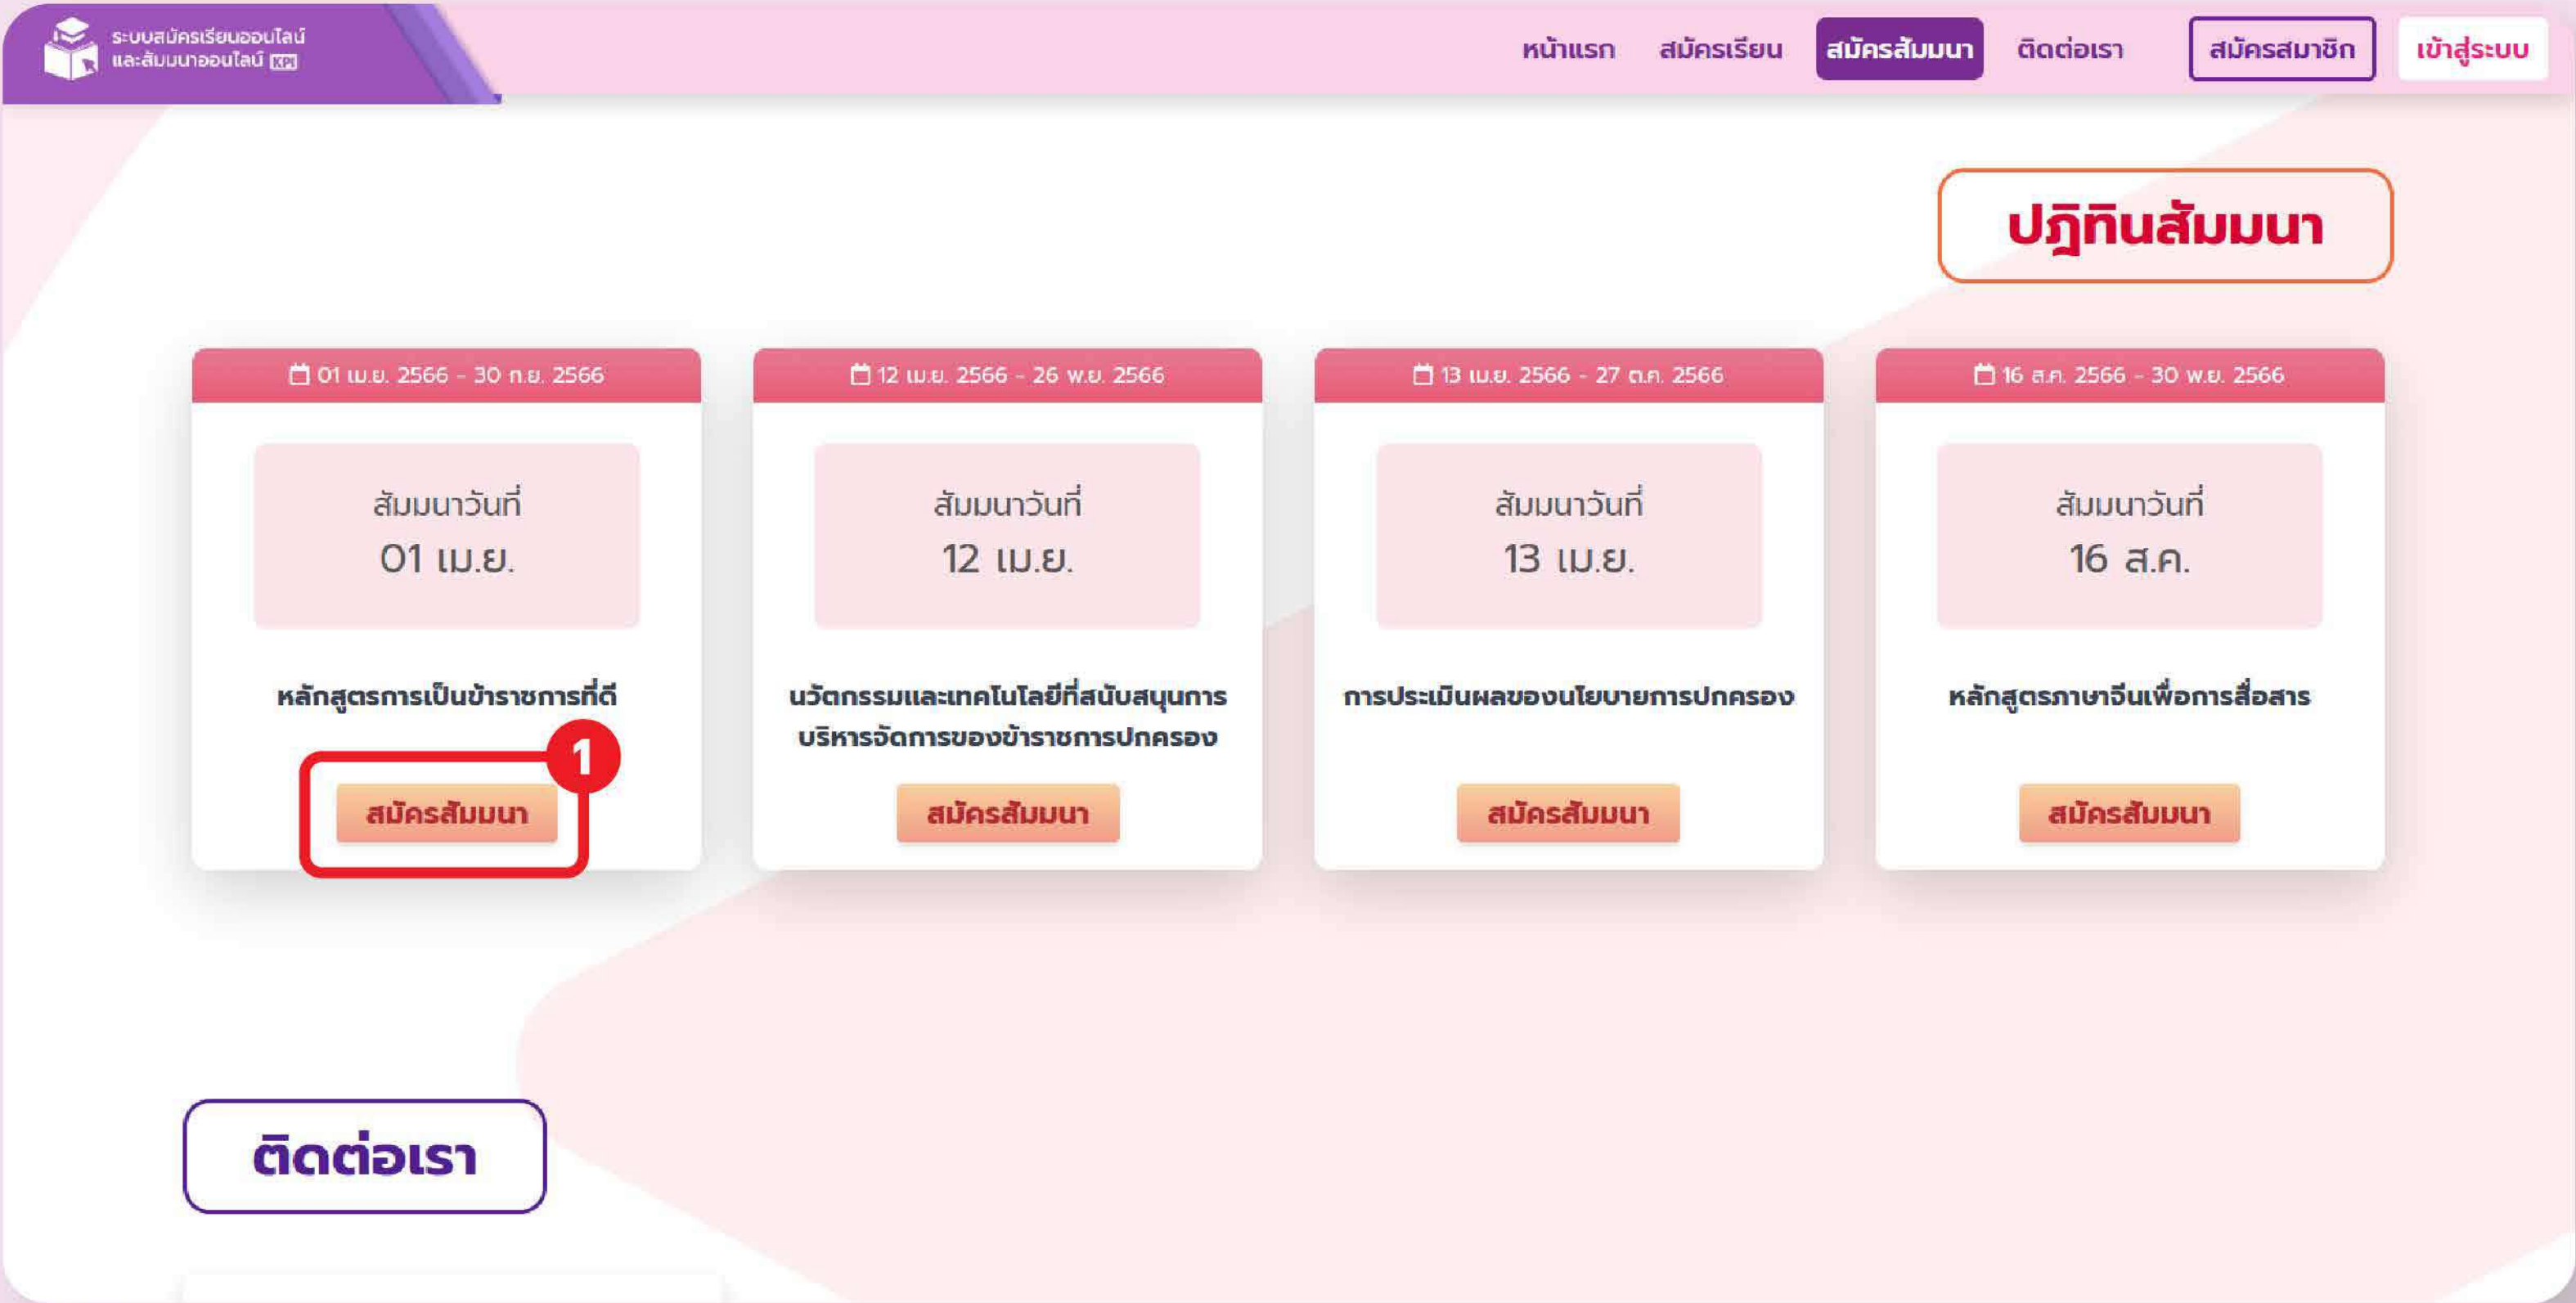 ระบบสมัครเรียนออนไลน์
และสัมมนาออนไลน์ KPI
หน้าแรก สมัครเรียน สมัครสัมมนา ติดต่อเรา สมัครสมาชิก เข้าสู่ระบบ
ปฎิทินสัมมนา
01 เม.ย. 2566 - 30 ก.ย. 2566
สัมมนาวันที่
01 เม.ย.
หลักสูตรการเป็นข้าราชการที่ดี
1
สมัครสัมมนา
12 เม.ย. 2566 - 26 พ.ย. 2566
สัมมนาวันที่
12 เม.ย.
นวัตกรรมและเทคโนโลยีที่สนับสนุนการ
บริหารจัดการของข้าราชการปกครอง
สมัครสัมมนา
13 เม.ย. 2566 - 27 ต.ค. 2566
สัมมนาวันที่
13 เม.ย.
การประเมินผลของนโยบายการปกครอง
สมัครสัมมนา
16 ส.ค. 2566 - 30 พ.ย. 2566
สัมมนาวันที่
16 ส.ค.
หลักสูตรภาษาจีนเพื่อการสื่อสาร
สมัครสัมมนา
ติดต่อเรา